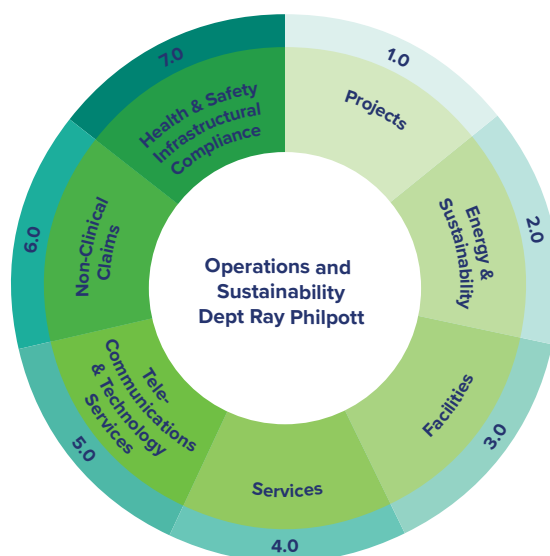 1.0
Projects
2.0
Energy &
Sustainability
3.0
Facilities
4.0
Services
5.0
Tele-
Communications
& Technology
Services
6.0
Non-Clinical
Claims
7.0
Health & Safety
Infrastructural
Compliance
Operations and
Sustainability
Dept Ray Philpott